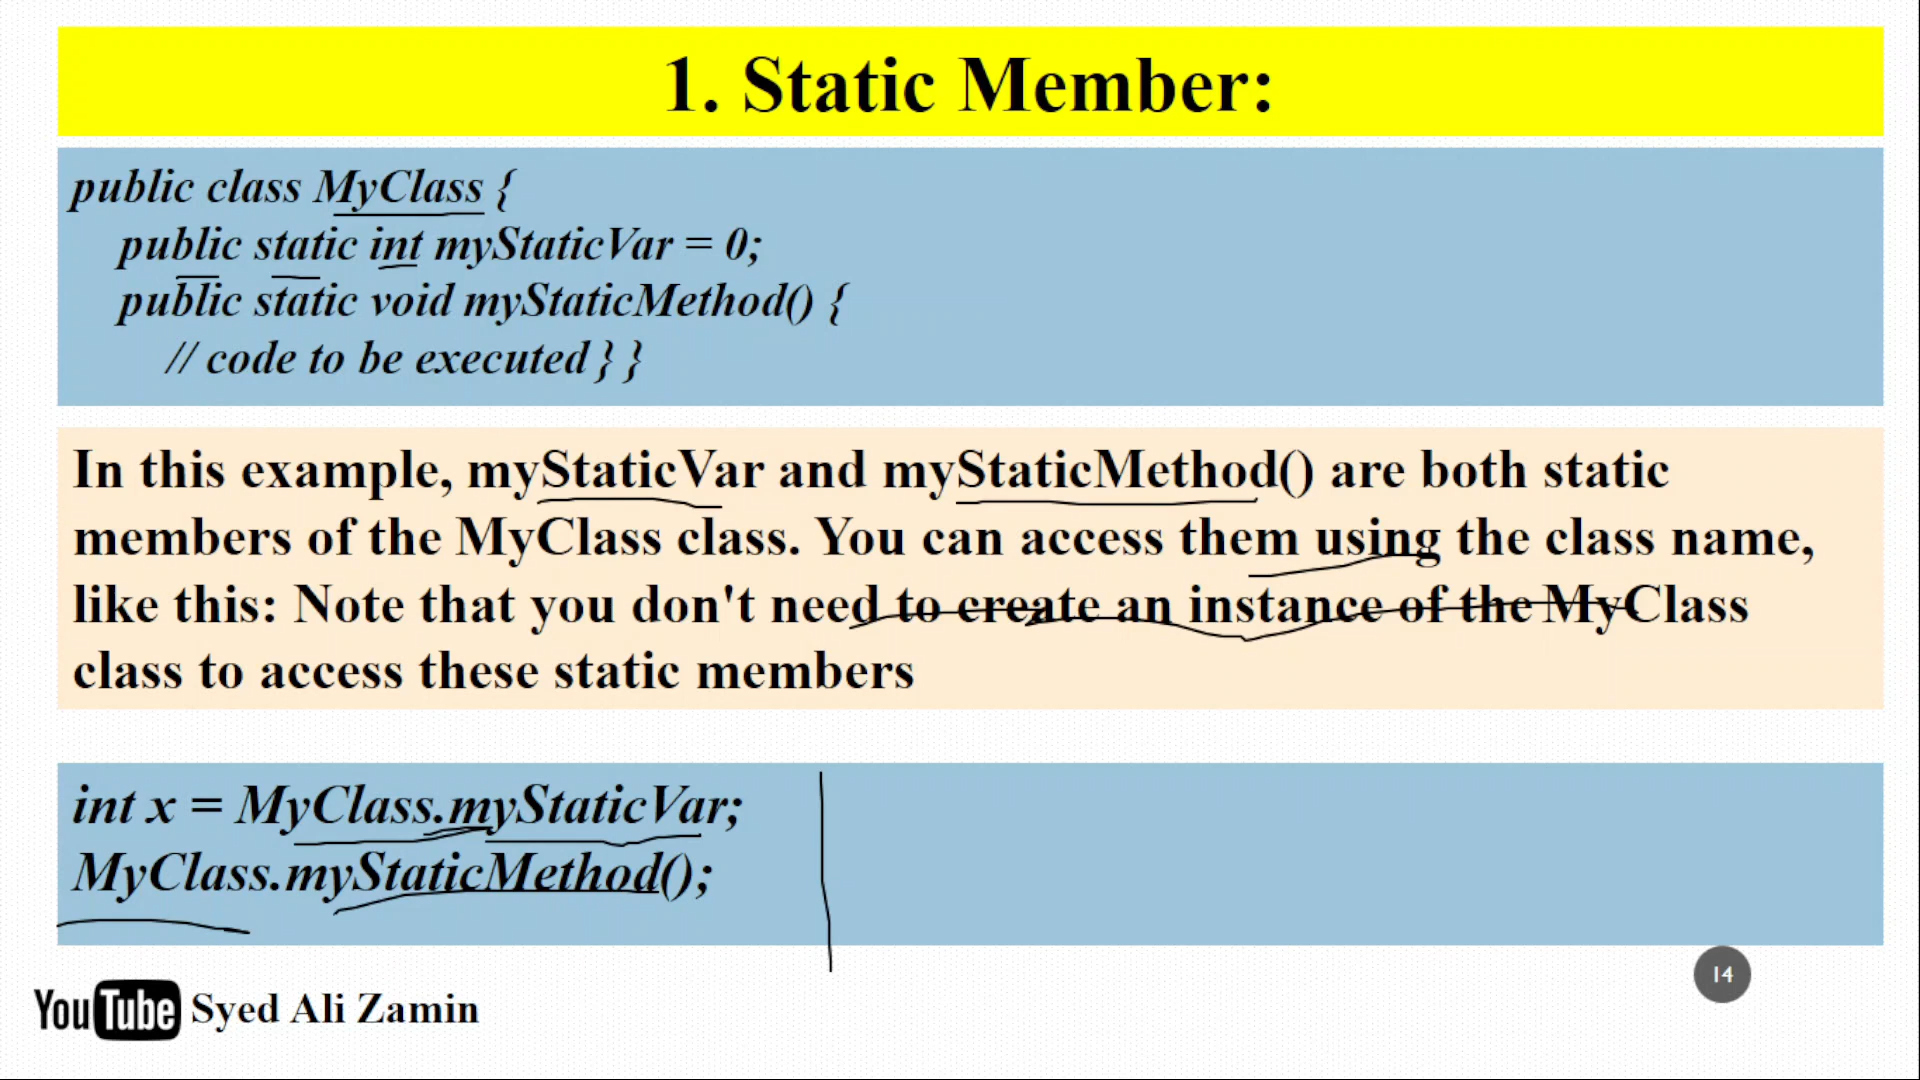 1. Static Member:
public class MyClass {
public static int myStaticVar = 0;
public static void myStaticMethod() {
// code to be executed } }
In this example, myStaticVar and myStaticMethod() are both static
members of the MyClass class. You can access them using the class name,
like this: Note that you don't need to create an instance of the MyClass
class to access these static members
int x = MyClass.myStaticVar;
MyClass.myStaticMethod();
14
YouTube Syed Ali Zamin